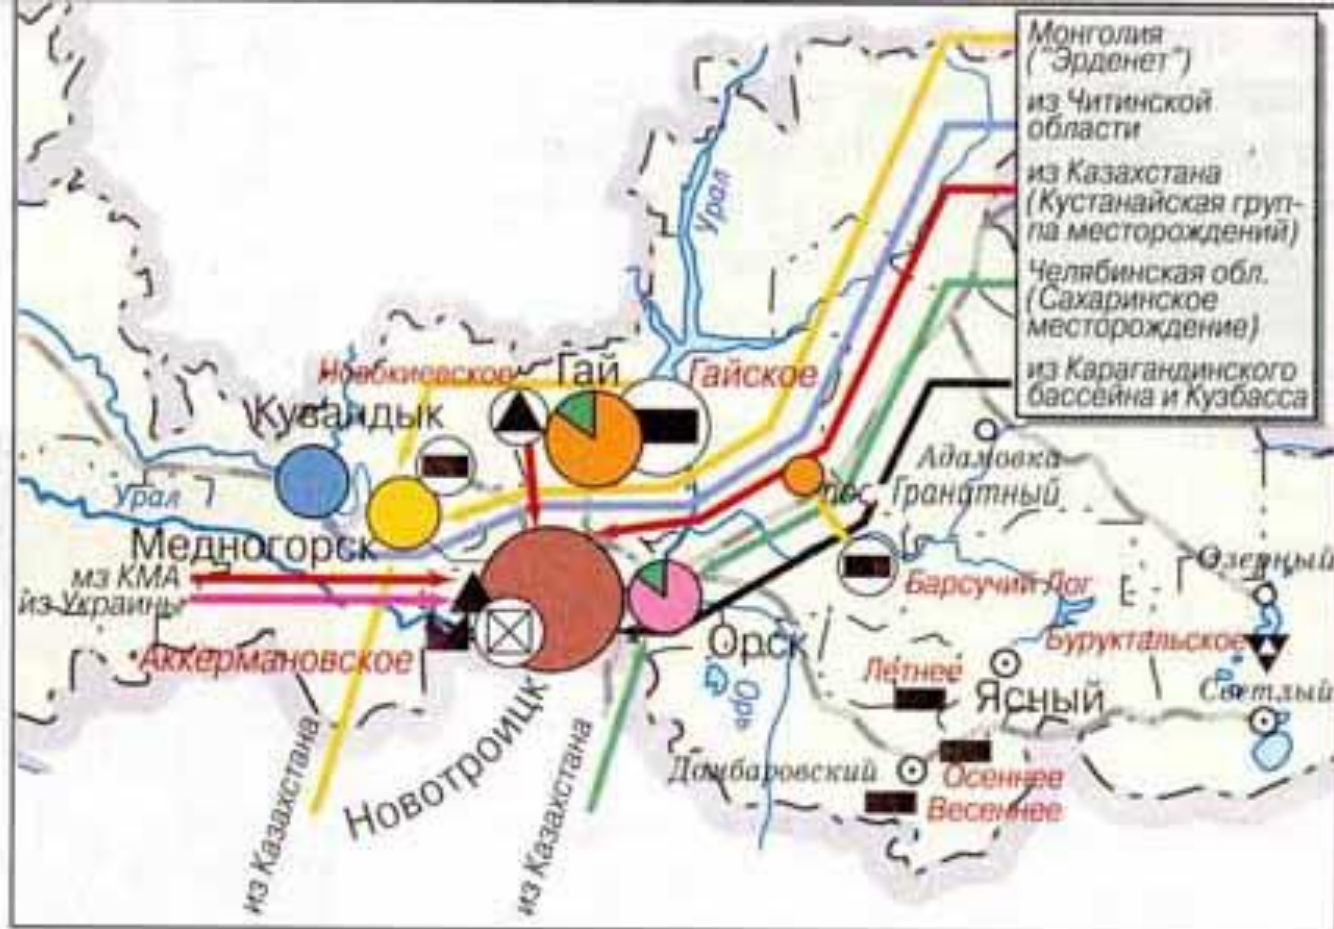 Монголия
("Эрденет")
из Читинской
области
из Казахстана
(Кустанайская груп-
па месторождений)
Челябинская обл.
(Сахаринское
месторождение)
из Карагандинского
бассейна и Кузбасса
Урал
Новокиевское
Гай
Гайское
Кувандык
Адамовка
пос. Гранатный
Урал
Медногорск
из КМА
из Украины
Озерный
Барсучий Лог
Аккермановское
Орск
Буруктальское
Летнее
Ясный
Светлый
Орь
Новотроицк
Домбаровский
Осеннее
Весеннее
из Казахстана
из Казахстана